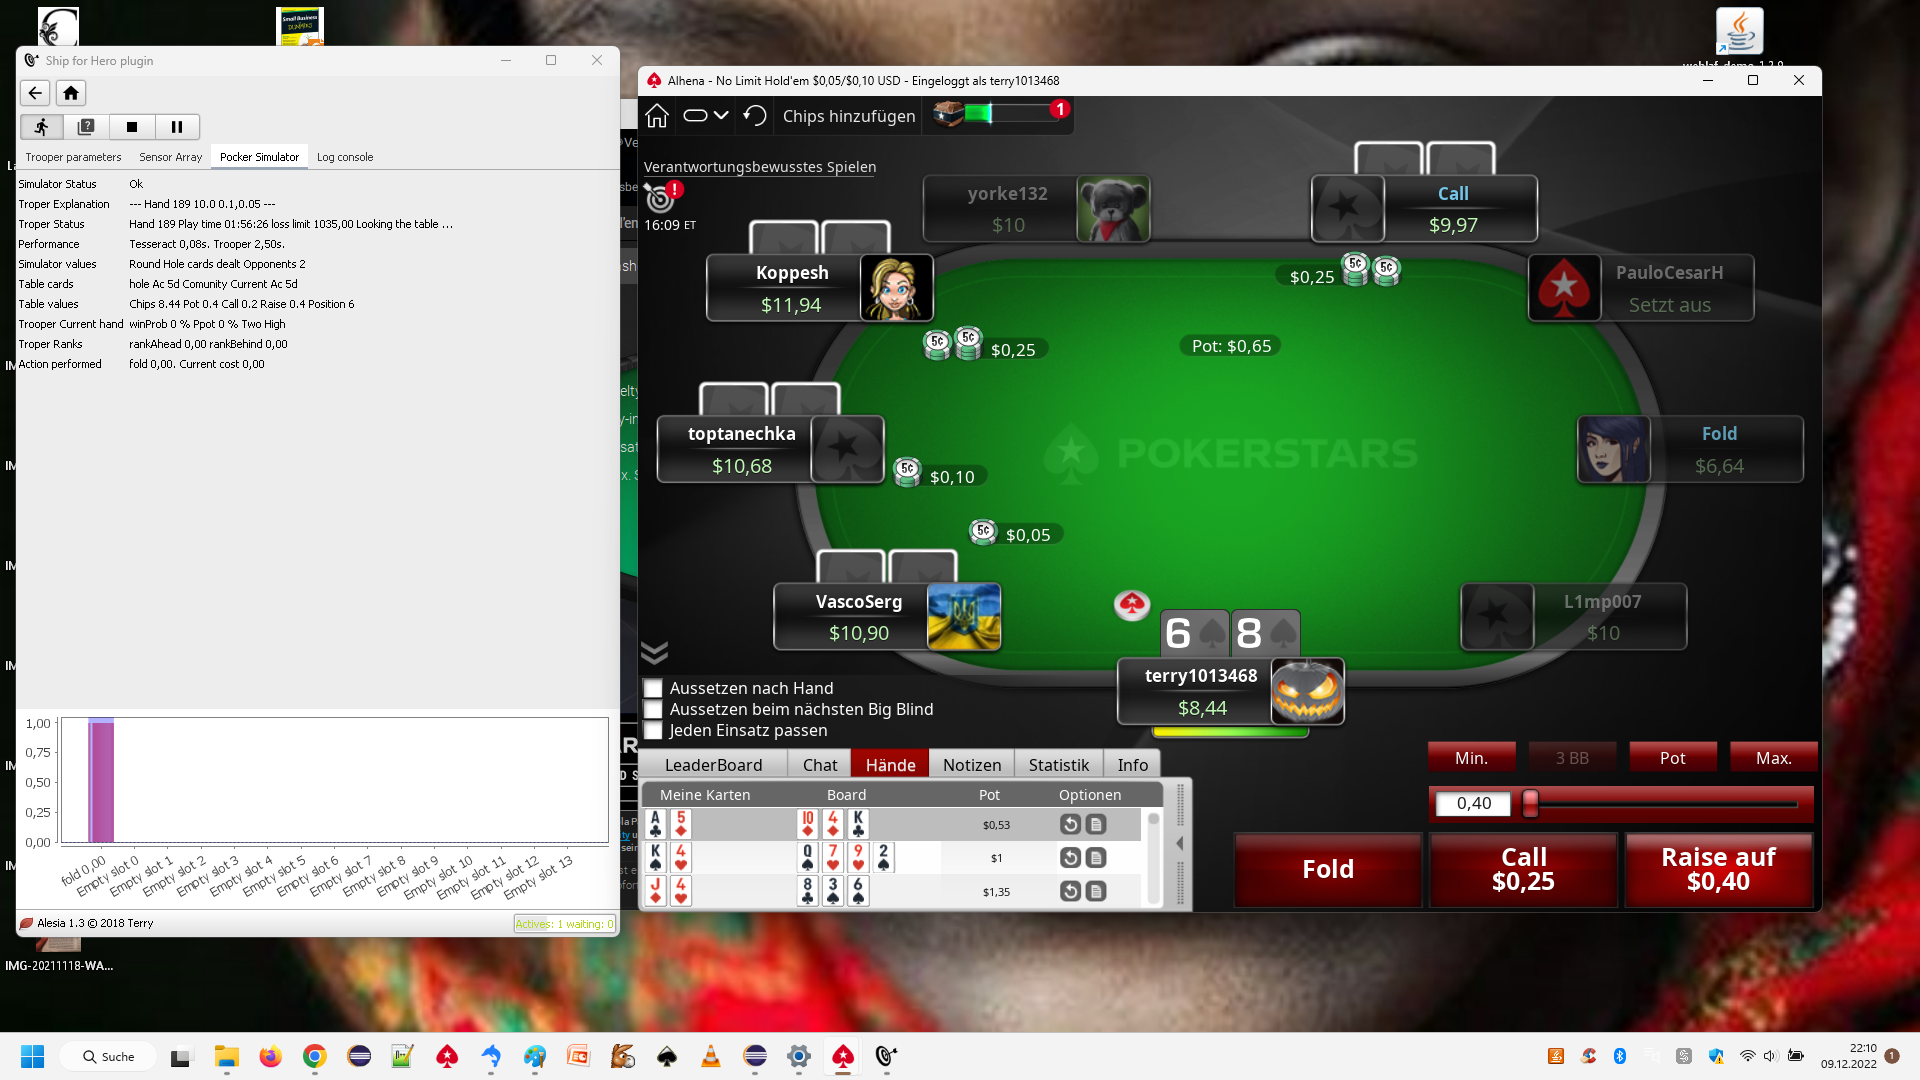 Small Business
DUMMIES
weblaf_demo_1.2.9
Ship for Hero plugin
Trooper parameters
Sensor Array
Pocker Simulator
Log console
Simulator Status
Ok
Troper Explanation
--- Hand 189 10.0 0.1,0.05 ---
Troper Status
Hand 189 Play time 01:56:26 loss limit 1035,00 Looking the table ...
Performance
Tesseract 0,08s. Trooper 2,50s.
Simulator values
Round Hole cards dealt Opponents 2
Table cards
hole Ac 5d Comunity Current Ac 5d
Table values
Chips 8.44 Pot 0.4 Call 0.2 Raise 0.4 Position 6
Trooper Current hand
winProb 0 % Ppot 0 % Two High
Troper Ranks
rankAhead 0,00 rankBehind 0,00
Action performed
fold 0,00. Current cost 0,00
1,00
0,75
0,50
0,25
0,00
fold 0,00
Empty slot 0
Empty slot 1
Empty slot 2
Empty slot 3
Empty slot 4
Empty slot 5
Empty slot 6
Empty slot 7
Empty slot 8
Empty slot 9
Empty slot 10
Empty slot 11
Empty slot 12
Empty slot 13
Alesia 1.3 © 2018 Terry
Actives: 1 waiting: 0
IMG-20211118-WA...
Alhena - No Limit Hold'em $0,05/$0,10 USD - Eingeloggt als terry1013468
Chips hinzufügen
1
Verantwortungsbewusstes Spielen
!
16:09 ET
yorke132
$10
Call
$9,97
Koppesh
$11,94
$0,25
5¢
5¢
PauloCesarH
Setzt aus
5¢
5¢
$0,25
Pot: $0,65
toptanechka
$10,68
5¢
$0,10
POKERSTARS
Fold
$6,64
5¢
$0,05
VascoSerg
$10,90
6
8
L1mp007
$10
terry1013468
$8,44
Aussetzen nach Hand
Aussetzen beim nächsten Big Blind
Jeden Einsatz passen
LeaderBoard
Chat
Hände
Notizen
Statistik
Info
Meine Karten
Board
Pot
Optionen
A
5
10
4
K
$0,53
K
4
Q
7
9
2
$1
J
4
8
3
6
$1,35
Min.
3 BB
Pot
Max.
0,40
Fold
Call
$0,25
Raise auf
$0,40
Suche
22:10
09.12.2022
1